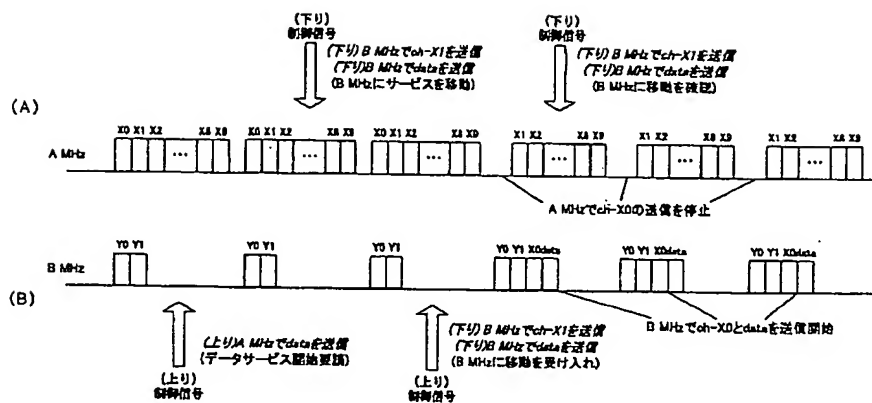 (下り)
制御信号
(下り) B MHzでch-X1を送信
(下り)B MHzでdataを送信
(B MHzにサービスを移動)
(下り)
制御信号
(下り) B MHzでch-X1を送信
(下り)B MHzでdataを送信
(B MHzに移動を確認)
(A)
A MHz
X0 X1 X2 ... X8 X9
X0 X1 X2 ... X8 X9
X0 X1 X2 ... X8 X9
X1 X2 ... X8 X9
X1 X2 ... X8 X9
X1 X2 ... X8 X9
A MHzでch-X0の送信を停止
B MHz
Y0 Y1
Y0 Y1
Y0 Y1
Y0 Y1 X0data
Y0 Y1 X0data
Y0 Y1 X0data
(B)
B MHzでch-X0とdataを送信開始
(上り)A MHzでdataを送信
(データサービス開始要請)
(上り)
制御信号
(下り) B MHzでch-X1を送信
(下り)B MHzでdataを送信
(B MHzに移動を受け入れ)
(上り)
制御信号